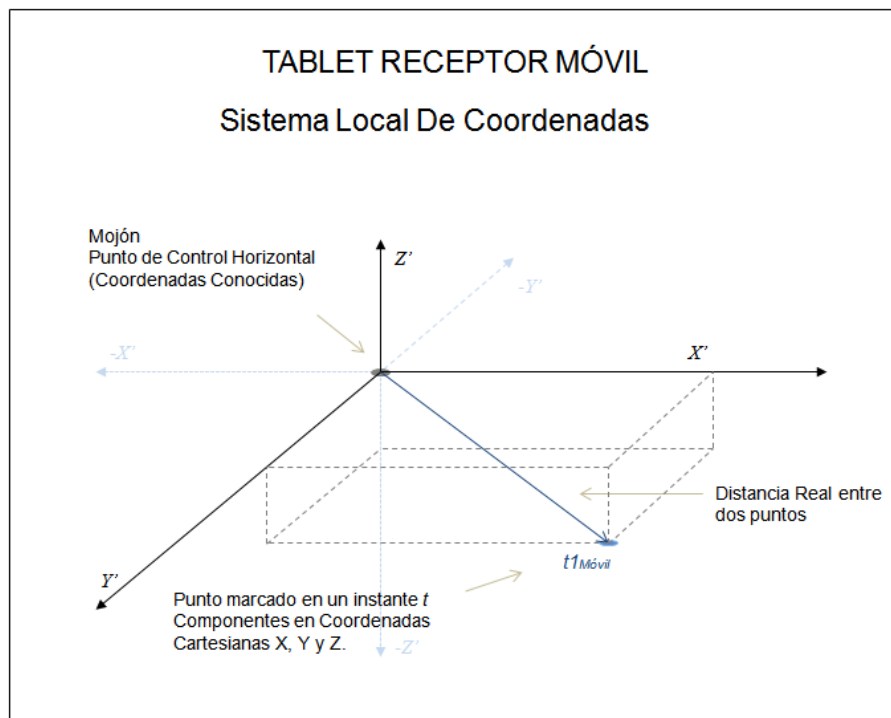 TABLET RECEPTOR MÓVIL
Sistema Local De Coordenadas
Mojón
Punto de Control Horizontal
(Coordenadas Conocidas)
Z'
-Y'
-X'
X'
Distancia Real entre
dos puntos
t1Móvil
Y'
Punto marcado en un instante t
Componentes en Coordenadas
Cartesianas X, Y y Z.
-Z'